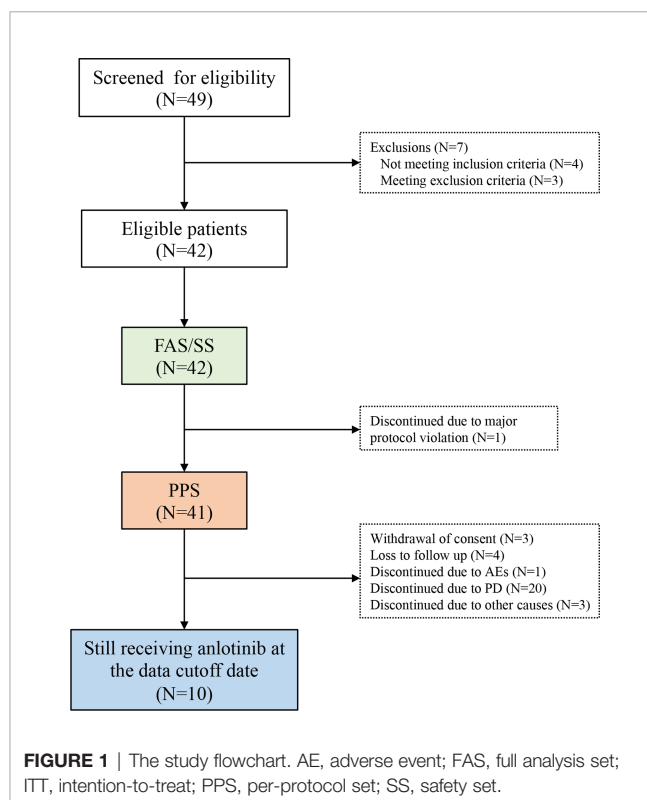 Screened for eligibility
(N=49)
Exclusions (N=7)
Not meeting inclusion criteria (N=4)
Meeting exclusion criteria (N=3)
Eligible patients
(N=42)
FAS/SS
(N=42)
Discontinued due to major
protocol violation (N=1)
PPS
(N=41)
Withdrawal of consent (N=3)
Loss to follow up (N=4)
Discontinued due to AEs (N=1)
Discontinued due to PD (N=20)
Discontinued due to other causes (N=3)
Still receiving anlotinib at
the data cutoff date
(N=10)
FIGURE 1 | The study flowchart. AE, adverse event; FAS, full analysis set;
ITT, intention-to-treat; PPS, per-protocol set; SS, safety set.